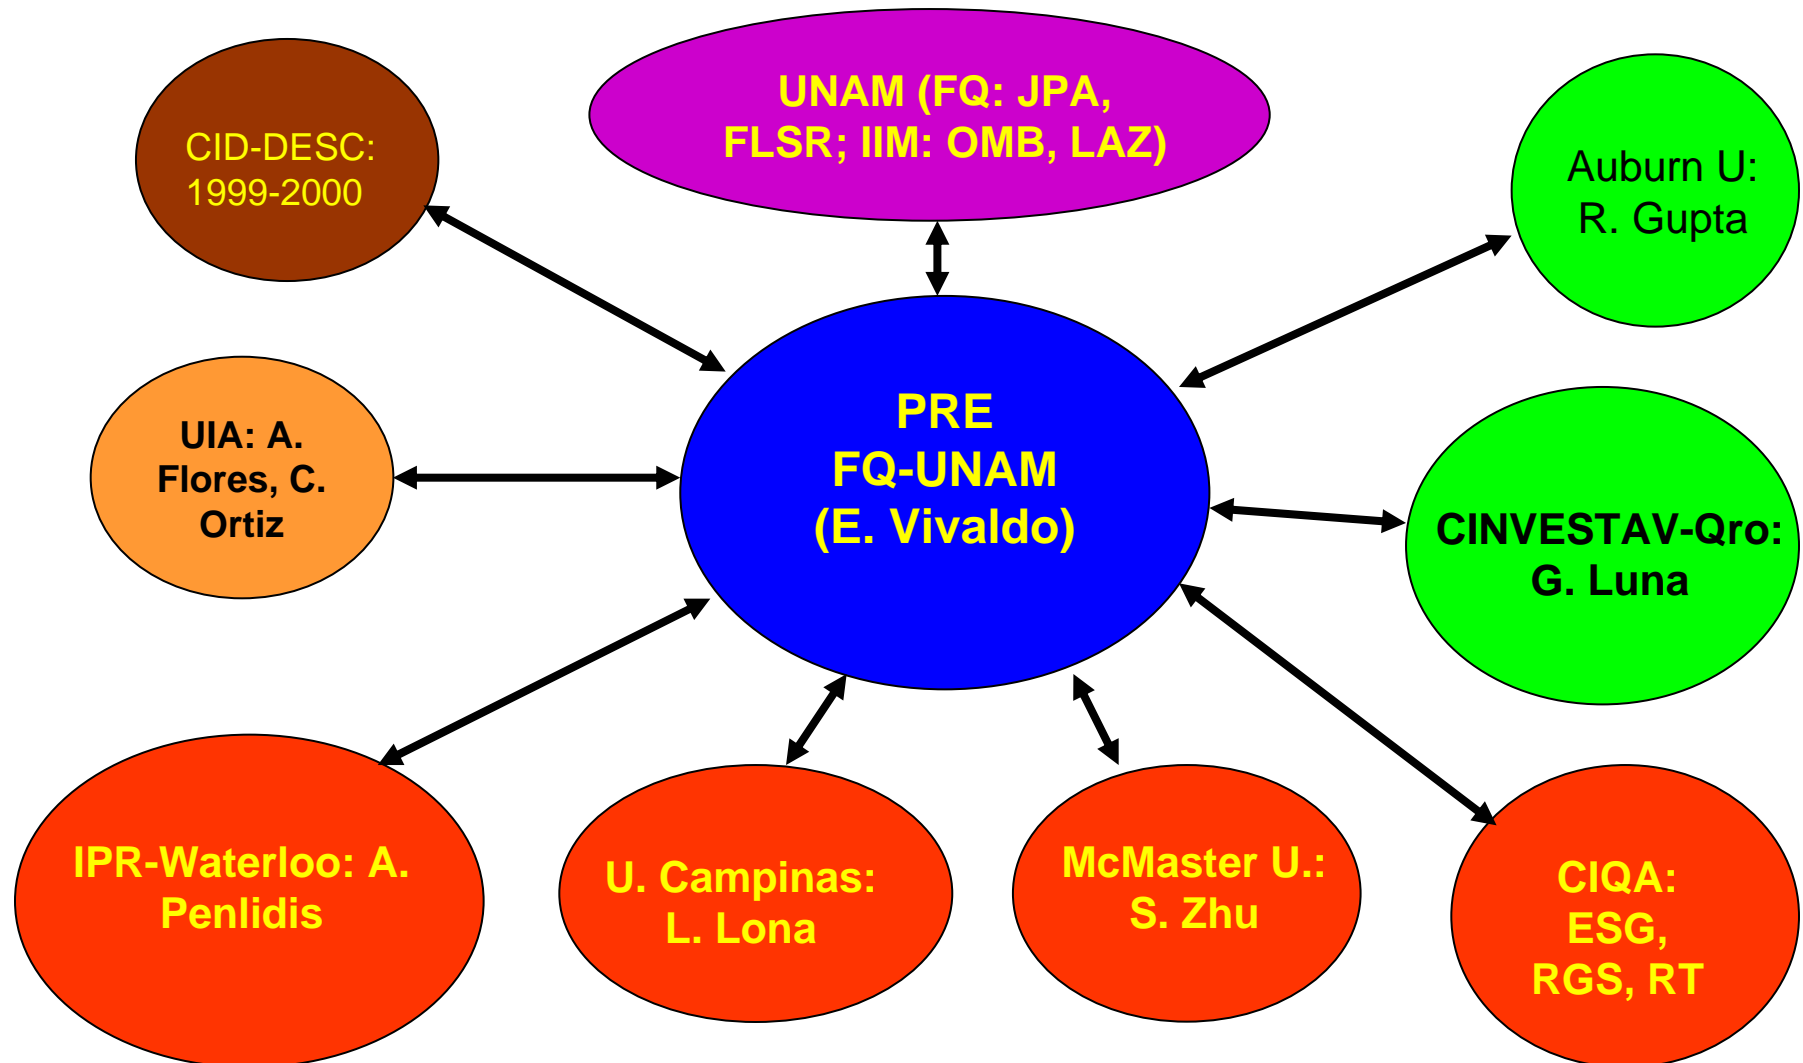 UNAM (FQ: JPA,
FLSR; IIM: OMB, LAZ)
CID-DESC:
1999-2000
Auburn U:
R. Gupta
PRE
FQ-UNAM
(E. Vivaldo)
UIA: A.
Flores, C.
Ortiz
CINVESTAV-Qro:
G. Luna
IPR-Waterloo: A.
Penlidis
U. Campinas:
L. Lona
McMaster U.:
S. Zhu
CIQA:
ESG,
RGS, RT